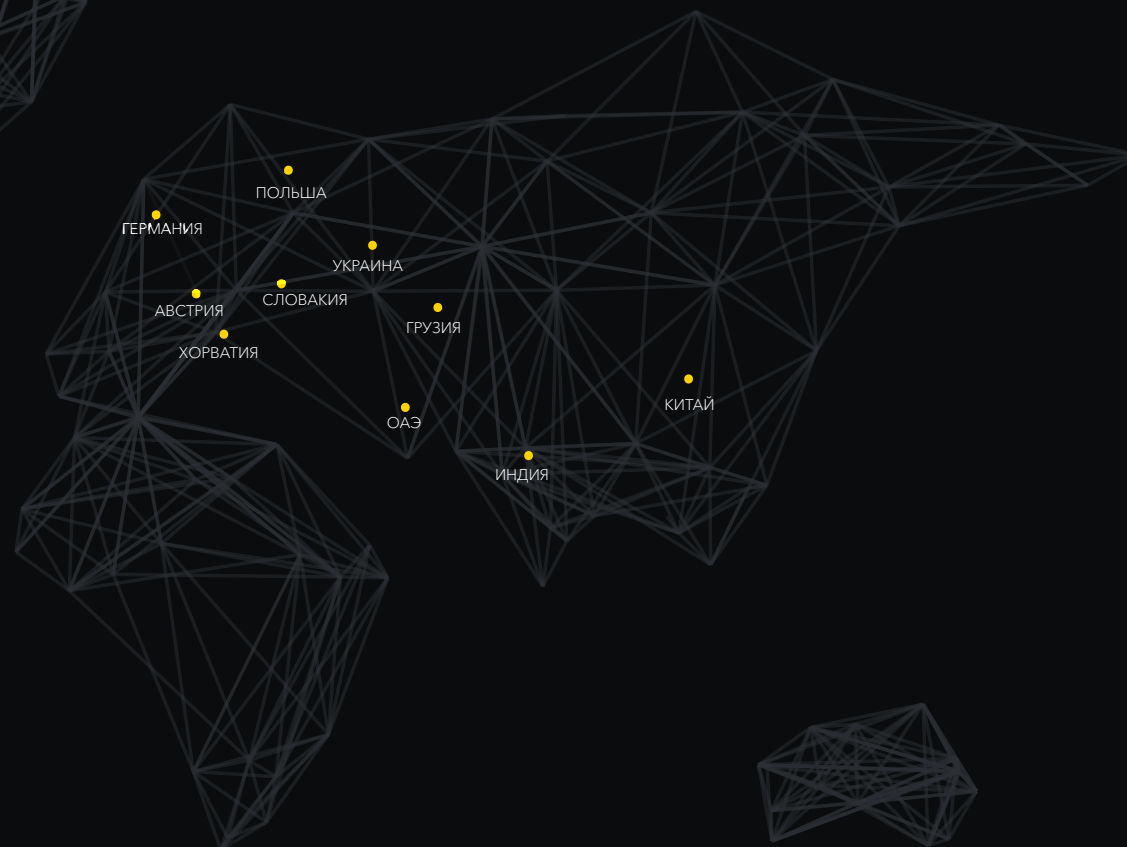 ПОЛЬША
ГЕРМАНИЯ
УКРАИНА
СЛОВАКИЯ
АВСТРИЯ
ГРУЗИЯ
ХОРВАТИЯ
КИТАЙ
ОАЭ
ИНДИЯ